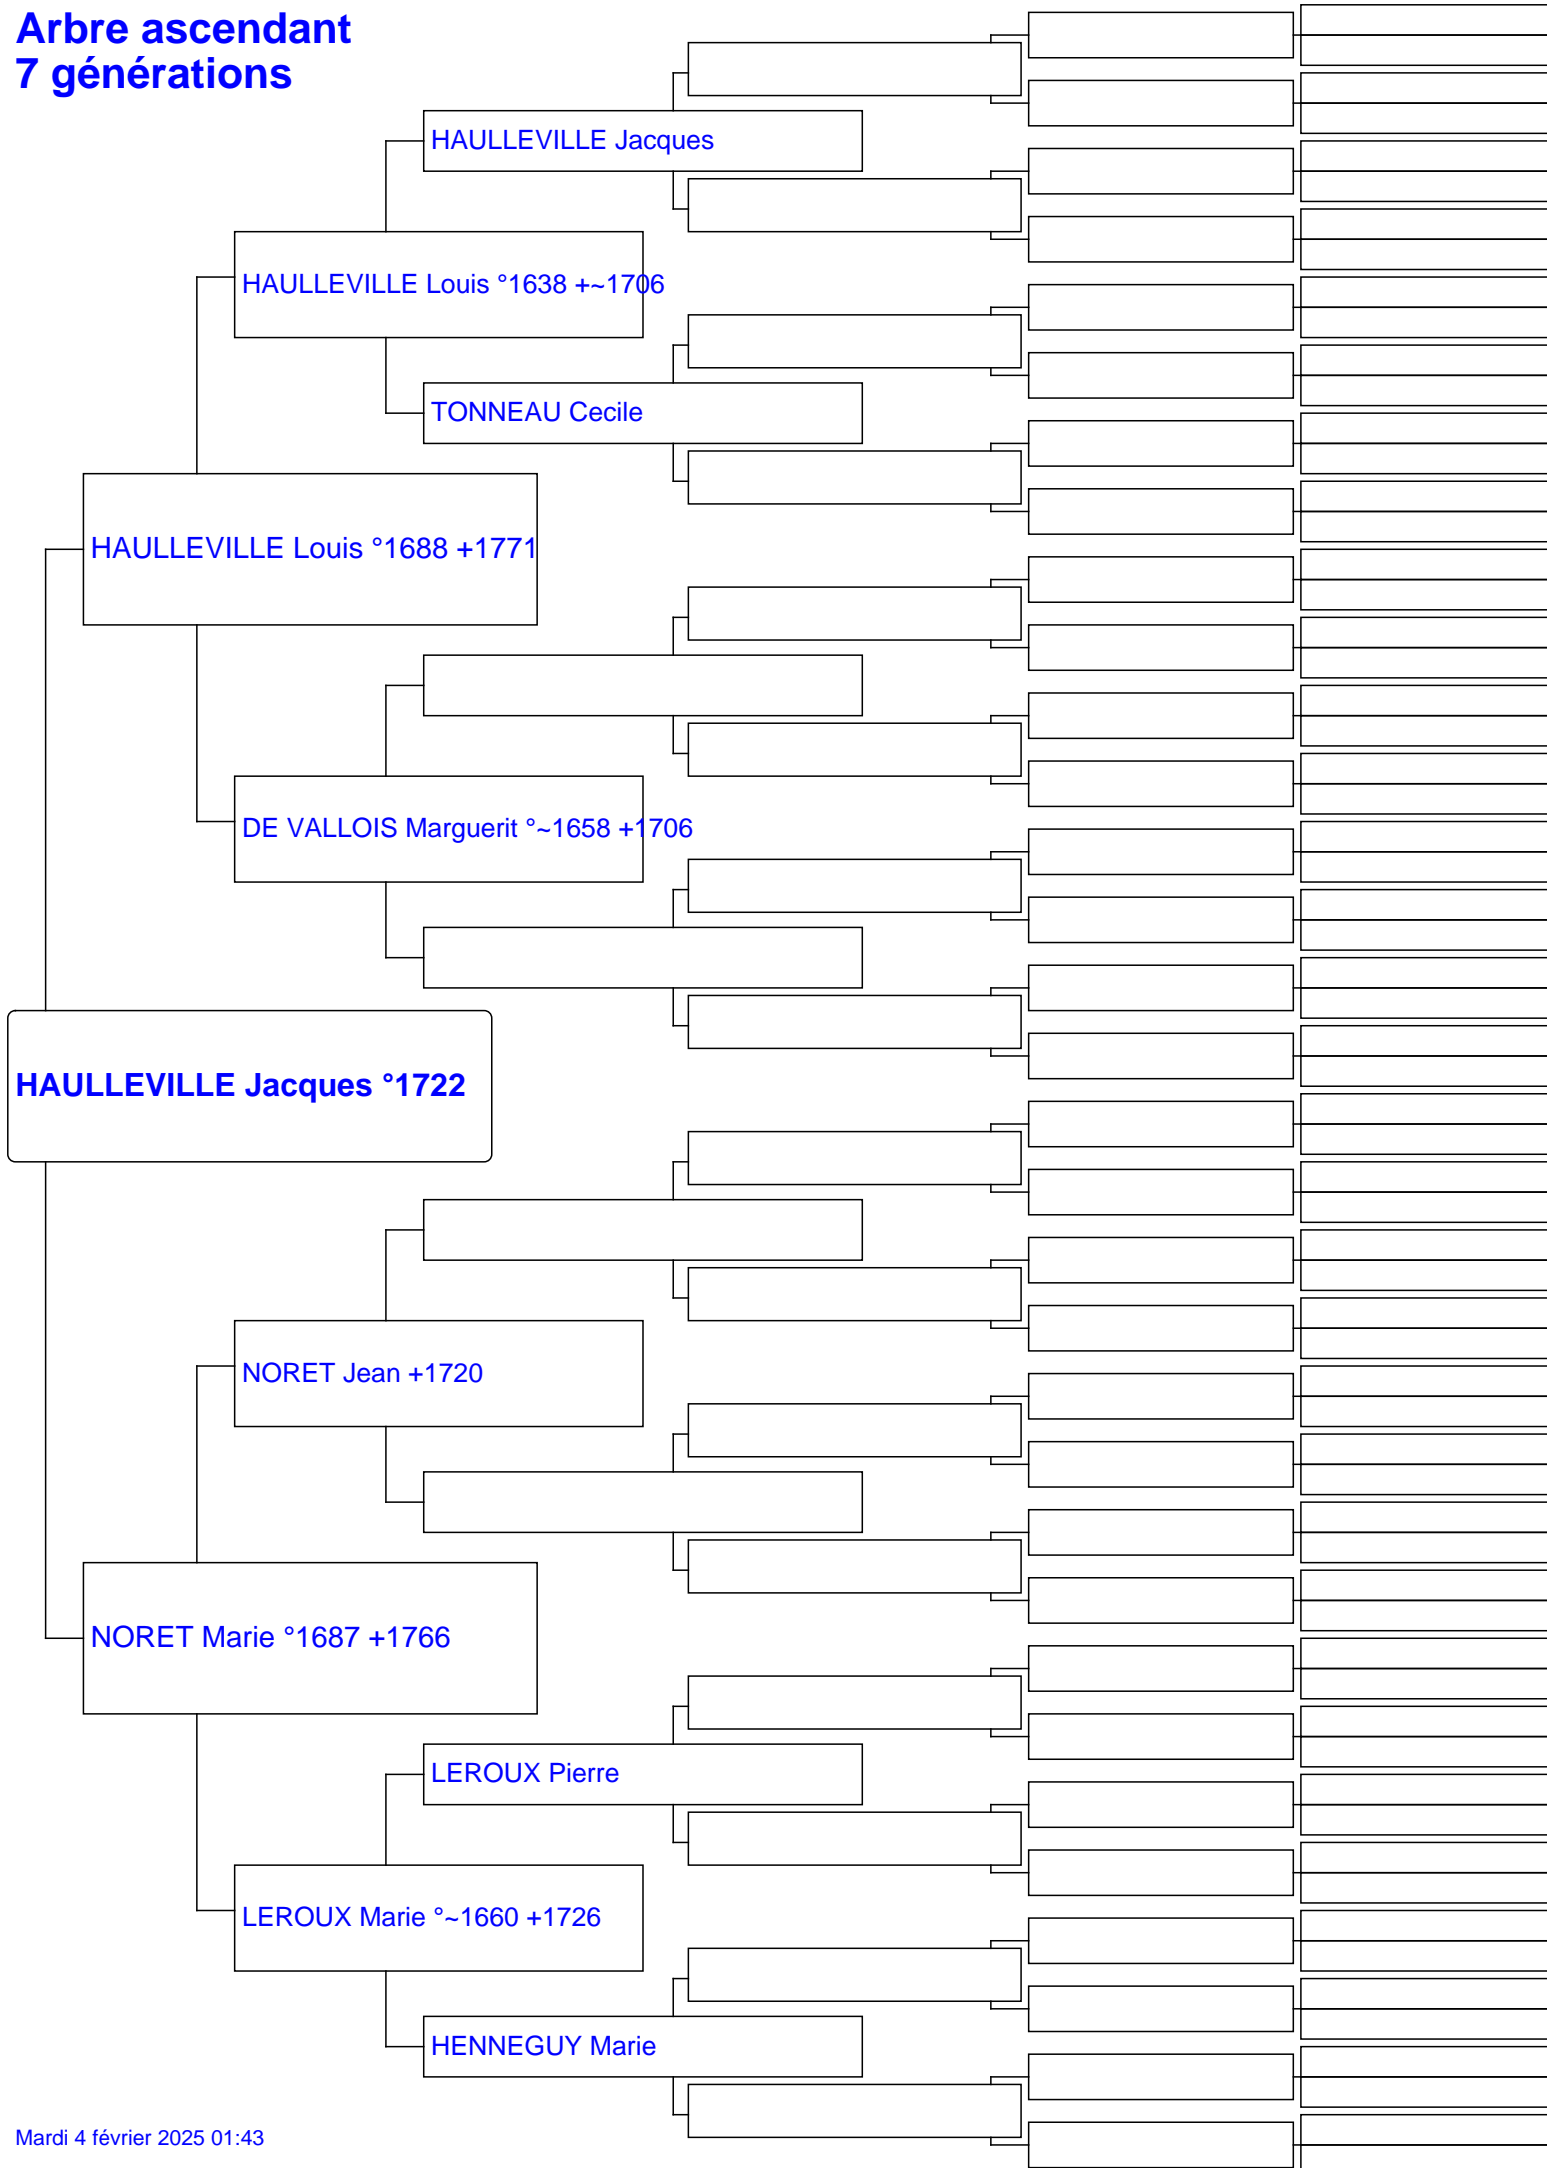 Arbre ascendant
7 générations
HAULLEVILLE Jacques
HAULLEVILLE Louis °1638 +~1706
TONNEAU Cecile
HAULLEVILLE Louis °1688 +1771
DE VALLOIS Marguerit °~1658 +1706
HAULLEVILLE Jacques °1722
NORET Jean +1720
NORET Marie °1687 +1766
LEROUX Pierre
LEROUX Marie °~1660 +1726
HENNEGUY Marie
Mardi 4 février 2025 01:43